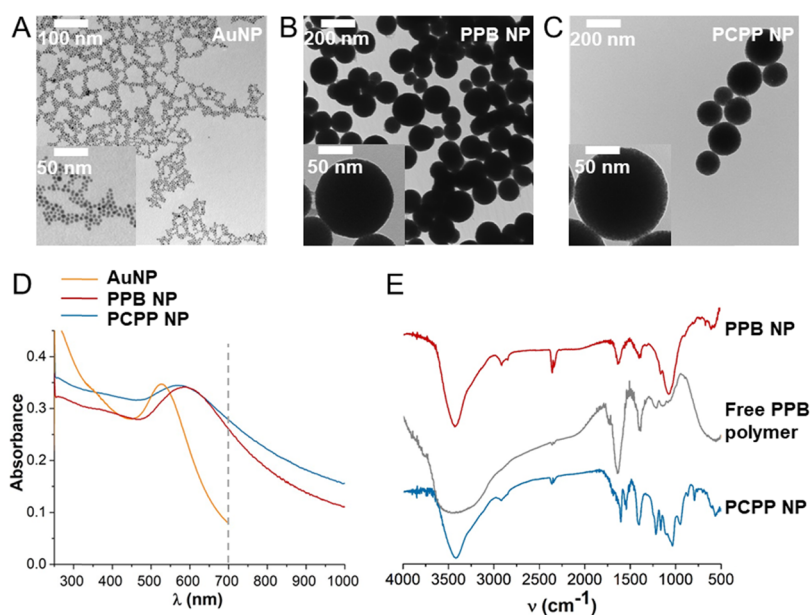 A
100 nm
AuNP
50 nm
B
200 nm
PPB NP
50 nm
C
200 nm
PCPP NP
50 nm
D
AuNP
PPB NP
PCPP NP
Absorbance
0.4
0.3
0.2
0.1
0.0
300 400 500 600 700 800 900 1000
λ (nm)
E
PPB NP
Free PPB
polymer
PCPP NP
4000 3500 3000 2500 2000 1500 1000 500
ν (cm⁻¹)